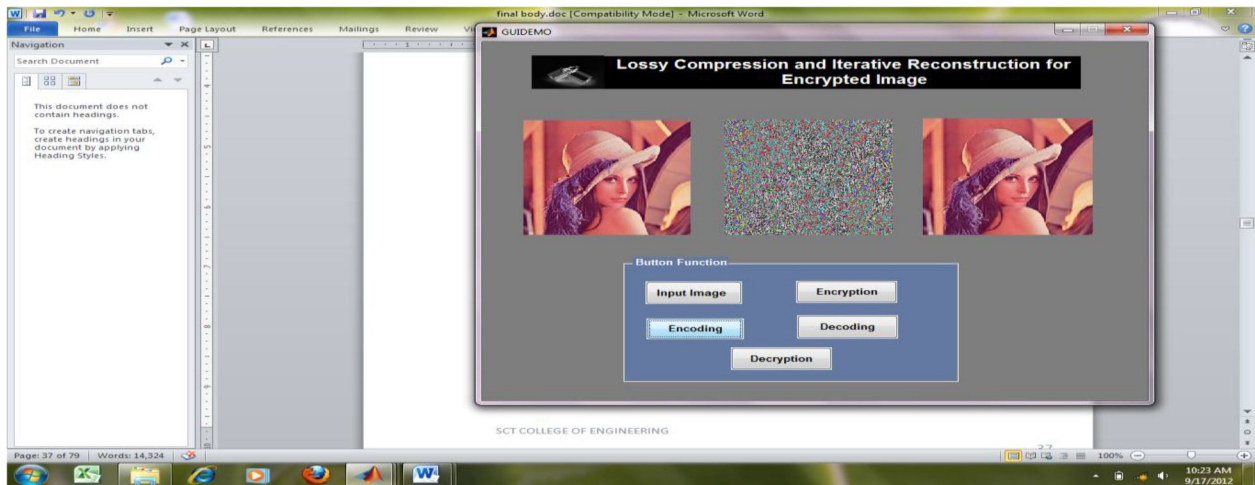 final body.doc [Compatibility Mode] - Microsoft Word
File Home Insert Page Layout References Mailings Review
GUIDEMO
Navigation
Search Document
This document does not
contain headings.
To create navigation tabs,
create headings in your
document by applying
Heading Styles.
Lossy Compression and Iterative Reconstruction for
Encrypted Image
Button Function
Input Image Encryption
Encoding Decoding
Decryption
SCT COLLEGE OF ENGINEERING
Page: 37 of 79 Words: 14,324
100%
10:23 AM
9/17/2012